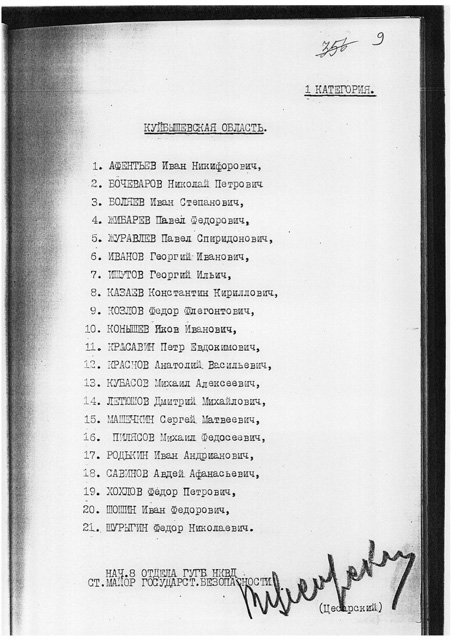 356 9
1 КАТЕГОРИЯ.
КУЙБЫШЕВСКАЯ ОБЛАСТЬ.
1. АФЕНТЬЕВ Иван Никифорович,
2. БОЧЕВАРОВ Николай Петрович
3. БОЛЯЕВ Иван Степанович,
4. ЖИБАРЕВ Павел Федорович,
5. ЖУРАВЛЕВ Павел Спиридонович,
6. ИВАНОВ Георгий Иванович,
7. ИШУТОВ Георгий Ильич,
8. КАЗАЕВ Константин Кириллович,
9. КОЗЛОВ Федор Флегонтович,
10. КОНЫШЕВ Яков Иванович,
11. КРАСАВИН Петр Евдокимович,
12. КРАСНОВ Анатолий Васильевич,
13. КУБАСОВ Михаил Алексеевич,
14. ЛЕТЮШОВ Дмитрий Михайлович,
15. МАШЕЧКИН Сергей Матвеевич,
16. ПИЛЯСОВ Михаил Федосеевич,
17. РОДЬКИН Иван Андрианович,
18. САВИНОВ Авдей Афанасьевич,
19. ХОХЛОВ Федор Петрович,
20. ШОШИН Иван Федорович,
21. ШУРЫГИН Федор Николаевич.
НАЧ.8 ОТДЕЛА ГУГБ НКВД
СТ.МАЙОР ГОСУДАРСТ.БЕЗОПАСНОСТИ
(Цесарский)